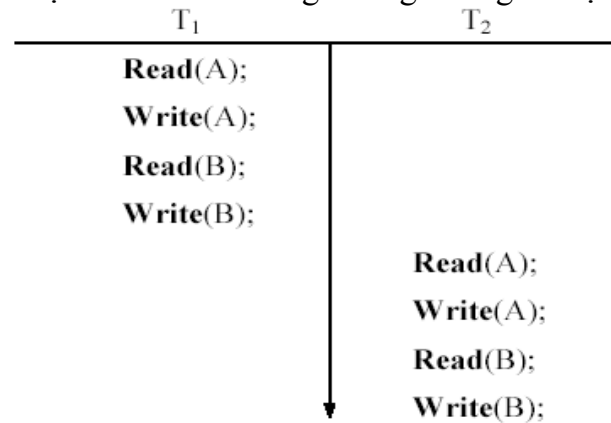 T₁ T₂
Read(A);
Write(A);
Read(B);
Write(B);
Read(A);
Write(A);
Read(B);
Write(B);